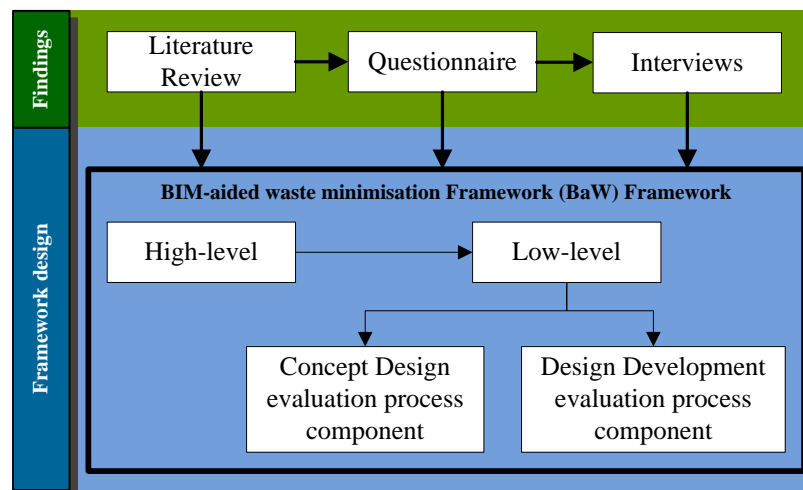 Findings
Literature
Review
Questionnaire
Interviews
Framework design
BIM-aided waste minimisation Framework (BaW) Framework
High-level
Low-level
Concept Design
evaluation process
component
Design Development
evaluation process
component